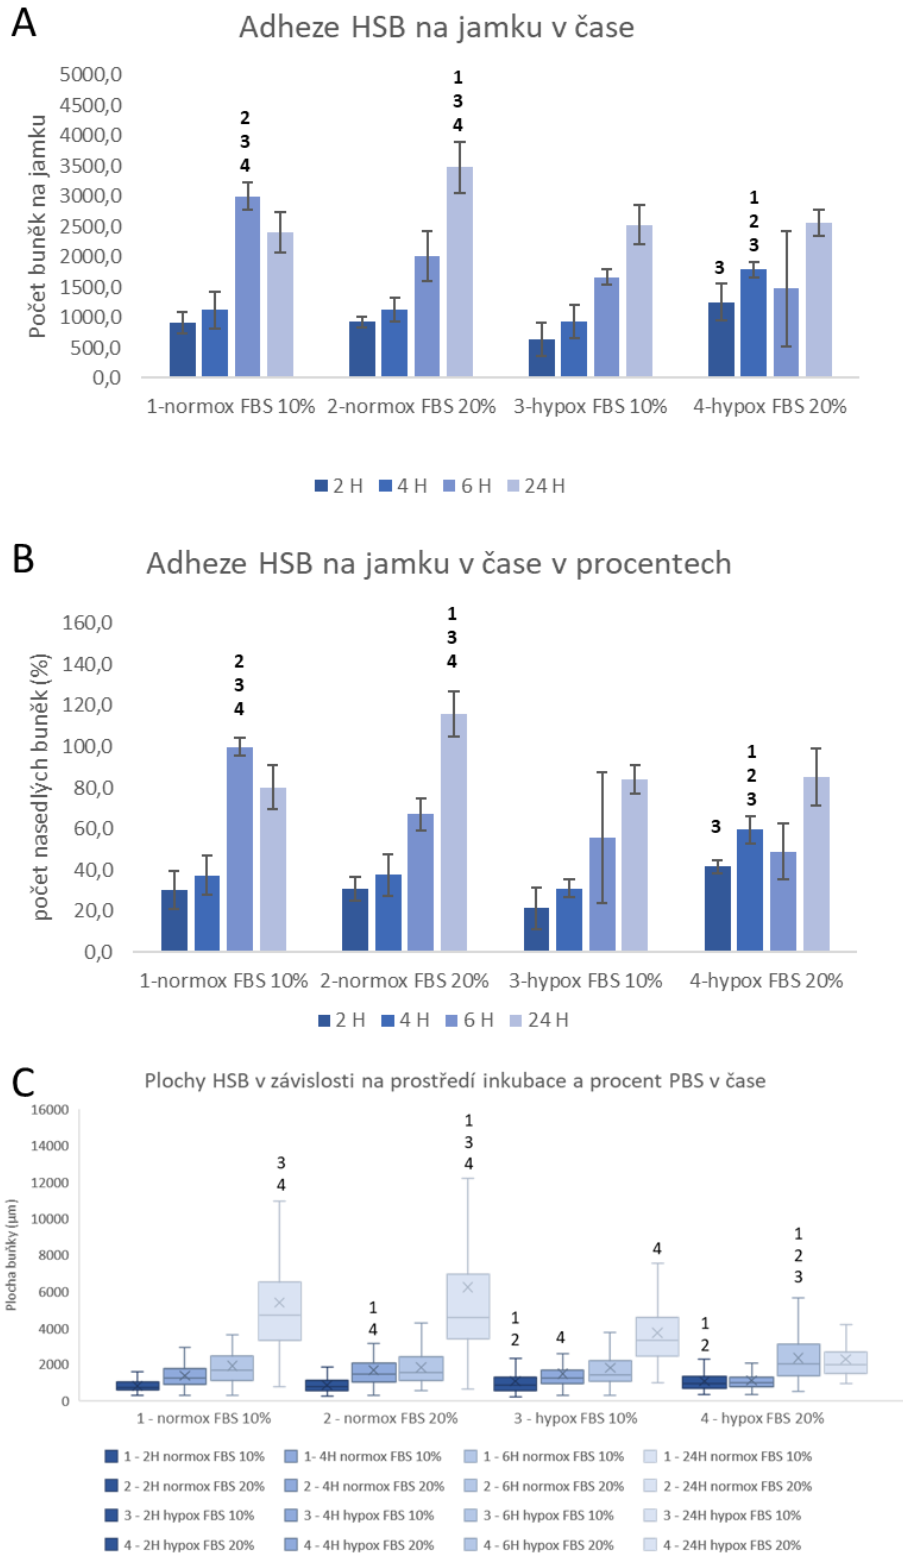 A
Adheze HSB na jamku v čase
Počet buněk na jamku
5000,0
4500,0
4000,0
3500,0
3000,0
2500,0
2000,0
1500,0
1000,0
500,0
0,0
2
3
4
1
3
4
3
1
2
3
1-normox FBS 10%
2-normox FBS 20%
3-hypox FBS 10%
4-hypox FBS 20%
2 H 4 H 6 H 24 H
B
Adheze HSB na jamku v čase v procentech
počet nasedlých buněk (%)
160,0
140,0
120,0
100,0
80,0
60,0
40,0
20,0
0,0
2
3
4
1
3
4
3
1
2
3
1-normox FBS 10%
2-normox FBS 20%
3-hypox FBS 10%
4-hypox FBS 20%
2 H 4 H 6 H 24 H
C
Plochy HSB v závislosti na prostředí inkubace a procent PBS v čase
Plocha buňky (µm)
16000
14000
12000
10000
8000
6000
4000
2000
0
3
4
1
4
1
3
4
1
2
4
4
1
2
1
2
3
1 - normox FBS 10%
2 - normox FBS 20%
3 - hypox FBS 10%
4 - hypox FBS 20%
1 - 2H normox FBS 10% 1- 4H normox FBS 10% 1 - 6H normox FBS 10% 1 - 24H normox FBS 10%
2 - 2H normox FBS 20% 2 - 4H normox FBS 20% 2 - 6H normox FBS 20% 2 - 24H normox FBS 20%
3 - 2H hypox FBS 10% 3 - 4H hypox FBS 10% 3 - 6H hypox FBS 10% 3 - 24H hypox FBS 10%
4 - 2H hypox FBS 20% 4 - 4H hypox FBS 20% 4 - 6H hypox FBS 20% 4 - 24H hypox FBS 20%